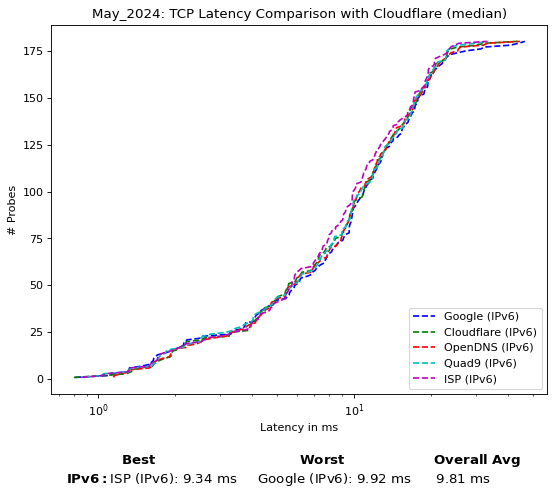 May_2024: TCP Latency Comparison with Cloudflare (median)
175
150
125
100
75
50
25
0
# Probes
10^0
10^1
Latency in ms
Google (IPv6)
Cloudflare (IPv6)
OpenDNS (IPv6)
Quad9 (IPv6)
ISP (IPv6)
Best Worst Overall Avg
IPv6: ISP (IPv6): 9.34 ms Google (IPv6): 9.92 ms 9.81 ms